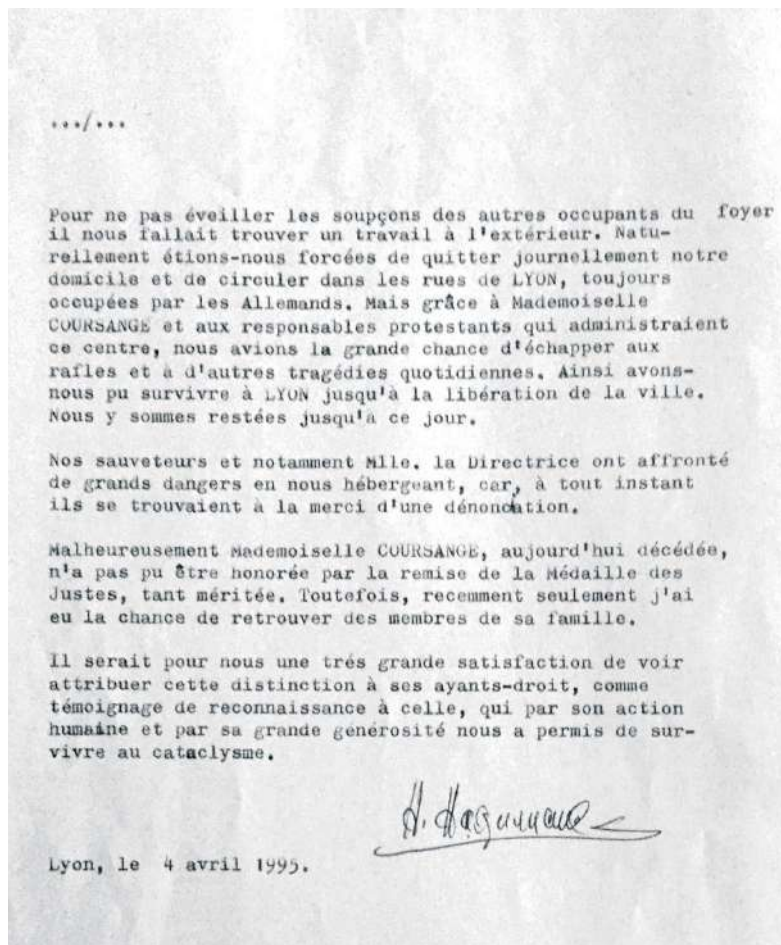 .../...
Pour ne pas éveiller les soupçons des autres occupants du foyer
il nous fallait trouver un travail à l'extérieur. Natu-
rellement étions-nous forcées de quitter journellement notre
domicile et de circuler dans les rues de LYON, toujours
occupées par les Allemands. Mais grâce à Mademoiselle
COURSANGE et aux responsables protestants qui administraient
ce centre, nous avions la grande chance d'échapper aux
rafles et à d'autres tragédies quotidiennes. Ainsi avons-
nous pu survivre à LYON jusqu'à la libération de la ville.
Nous y sommes restées jusqu'à ce jour.
Nos sauveteurs et notamment Mlle. la Directrice ont affronté
de grands dangers en nous hébergeant, car, à tout instant
ils se trouvaient à la merci d'une dénonciation.
Malheureusement Mademoiselle COURSANGE, aujourd'hui décédée,
n'a pas pu être honorée par la remise de la Médaille des
Justes, tant méritée. Toutefois, recemment seulement j'ai
eu la chance de retrouver des membres de sa famille.
Il serait pour nous une trés grande satisfaction de voir
attribuer cette distinction à ses ayants-droit, comme
témoignage de reconnaissance à celle, qui par son action
humaine et par sa grande générosité nous a permis de sur-
vivre au cataclysme.
H.
Lyon, le 4 avril 1995.